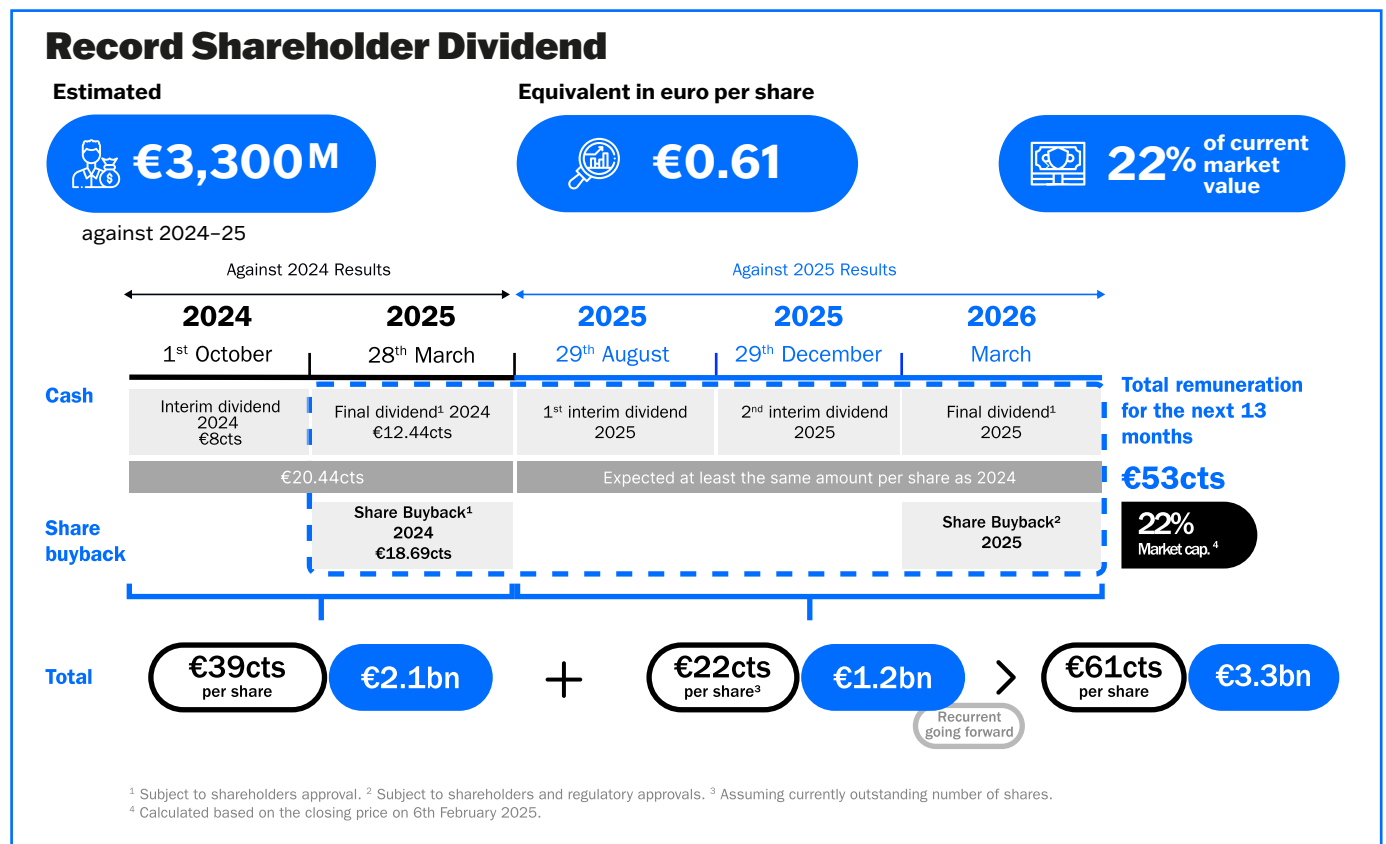 Record Shareholder Dividend
Estimated
€3,300 M
against 2024–25
Equivalent in euro per share
€0.61
22% of current
market
value
Against 2024 Results
Against 2025 Results
2024
1st October
2025
28th March
2025
29th August
2025
29th December
2026
March
Cash
Interim dividend
2024
€8cts
Final dividend¹ 2024
€12.44cts
1st interim dividend
2025
2nd interim dividend
2025
Final dividend¹
2025
Total remuneration
for the next 13
months
€20.44cts
Expected at least the same amount per share as 2024
€53cts
Share
buyback
Share Buyback¹
2024
€18.69cts
Share Buyback²
2025
22%
Market cap. ⁴
Total
€39cts
per share
€2.1bn
+
€22cts
per share³
€1.2bn
Recurrent
going forward
>
€61cts
per share
€3.3bn
¹ Subject to shareholders approval. ² Subject to shareholders and regulatory approvals. ³ Assuming currently outstanding number of shares.
⁴ Calculated based on the closing price on 6th February 2025.